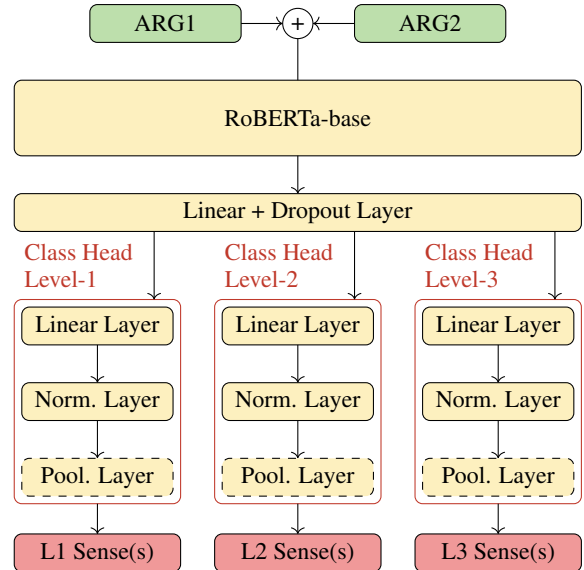 ARG1 + ARG2
RoBERTa-base
Linear + Dropout Layer
Class Head
Level-1
Class Head
Level-2
Class Head
Level-3
Linear Layer
Linear Layer
Linear Layer
Norm. Layer
Norm. Layer
Norm. Layer
Pool. Layer
Pool. Layer
Pool. Layer
L1 Sense(s)
L2 Sense(s)
L3 Sense(s)